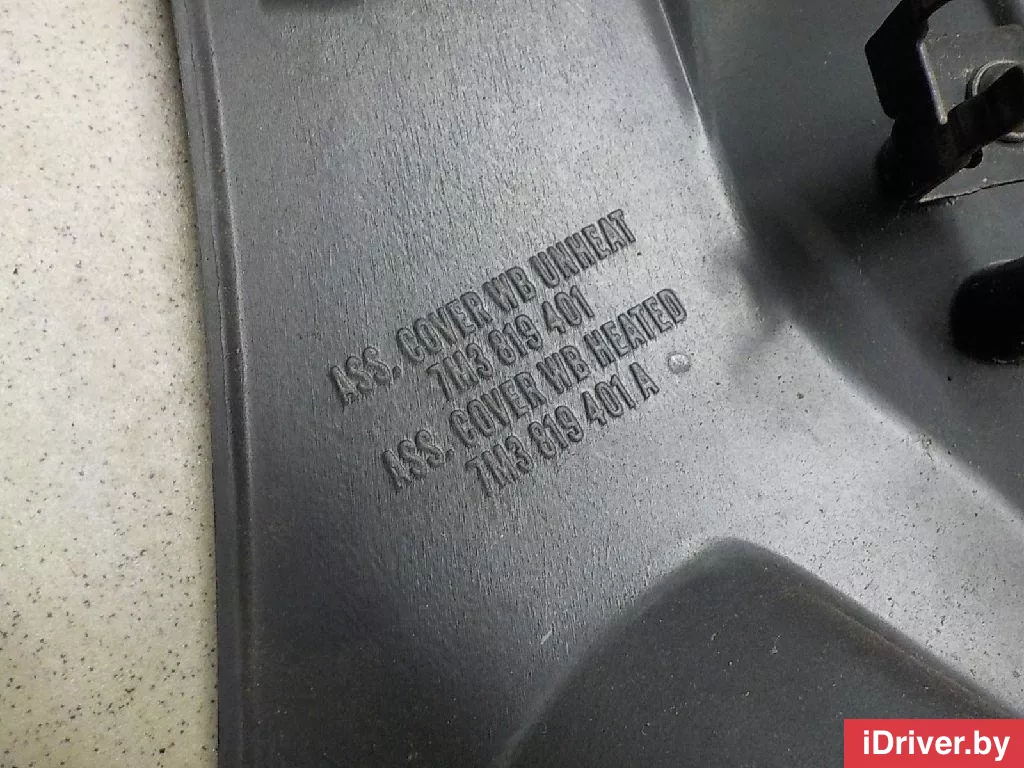 ASS. COVER WB UNHEAT
7M3 819 401
ASS. COVER WB HEATED
7M3 819 401 A
iDriver.by